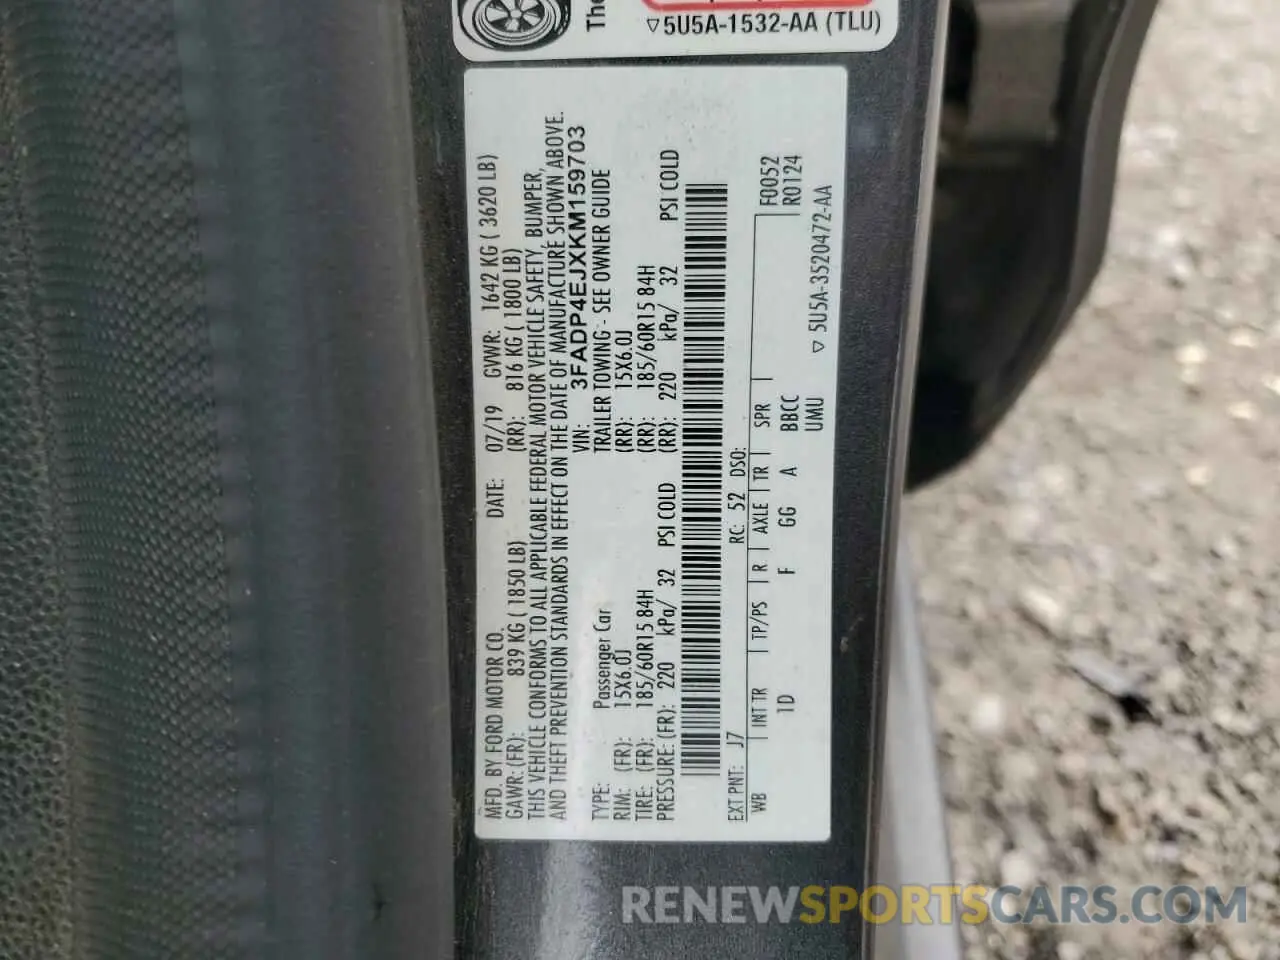 The
▽5U5A-1532-AA (TLU)
MFD. BY FORD MOTOR CO. DATE: 07/19 GVWR: 1642 KG ( 3620 LB)
GAWR: (FR): 839 KG ( 1850 LB) (RR): 816 KG ( 1800 LB)
THIS VEHICLE CONFORMS TO ALL APPLICABLE FEDERAL MOTOR VEHICLE SAFETY, BUMPER,
AND THEFT PREVENTION STANDARDS IN EFFECT ON THE DATE OF MANUFACTURE SHOWN ABOVE.
VIN: 3FADP4EJXKM159703
TYPE: Passenger Car TRAILER TOWING - SEE OWNER GUIDE
RIM: (FR): 15X6.0J (RR): 15X6.0J
TIRE: (FR): 185/60R15 84H (RR): 185/60R15 84H
PRESSURE: (FR): 220 kPa/ 32 PSI COLD (RR): 220 kPa/ 32 PSI COLD
EXT PNT: J7 RC: 52 DSO:
WB INT TR TP/PS R AXLE TR SPR F0052
1D F GG A BBCC R0124
UMU ▽ 5U5A-3520472-AA
RENEWSPORTSCARS.COM